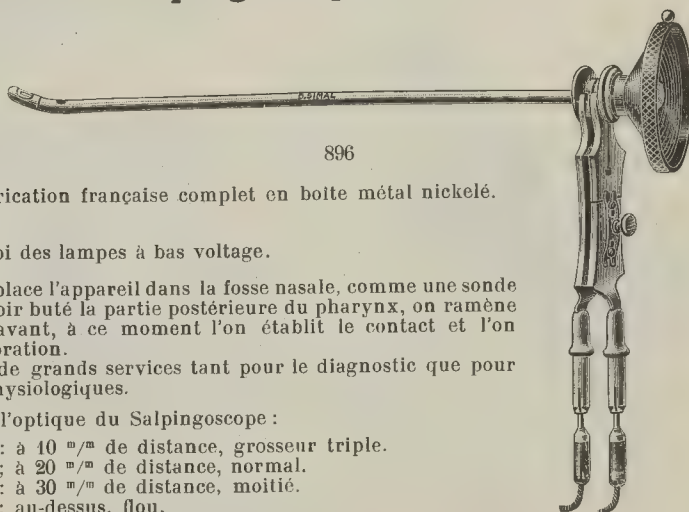 896
rication française complet en boîte métal nickelé.
oi des lampes à bas voltage.
place l'appareil dans la fosse nasale, comme une sonde
oir buté la partie postérieure du pharynx, on ramène
avant, à ce moment l'on établit le contact et l'on
oration.
de grands services tant pour le diagnostic que pour
hysiologiques.
l'optique du Salpingoscope :
: à 10 m/m de distance, grosseur triple.
; à 20 m/m de distance, normal.
: à 30 m/m de distance, moitié.
: au-dessus, flou.